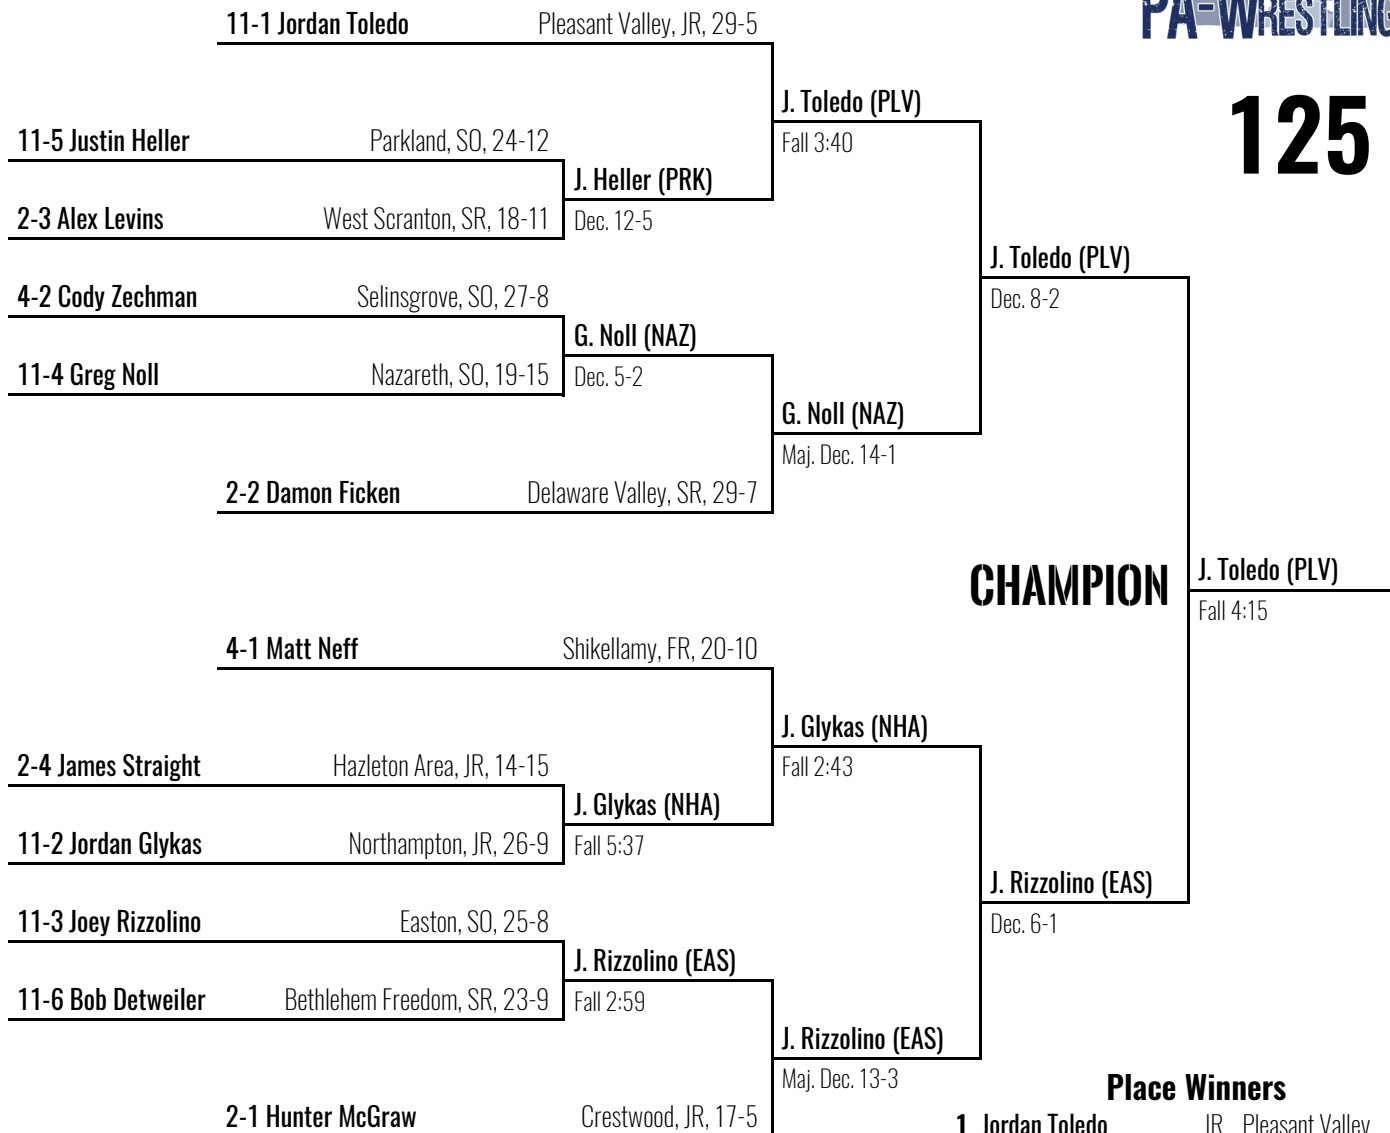 PA-WRESTLING
125
11-1 Jordan Toledo Pleasant Valley, JR, 29-5
J. Toledo (PLV)
Fall 3:40
11-5 Justin Heller Parkland, SO, 24-12
J. Heller (PRK)
Dec. 12-5
2-3 Alex Levins West Scranton, SR, 18-11
J. Toledo (PLV)
Dec. 8-2
4-2 Cody Zechman Selinsgrove, SO, 27-8
G. Noll (NAZ)
Dec. 5-2
11-4 Greg Noll Nazareth, SO, 19-15
G. Noll (NAZ)
Maj. Dec. 14-1
2-2 Damon Ficken Delaware Valley, SR, 29-7
CHAMPION
J. Toledo (PLV)
Fall 4:15
4-1 Matt Neff Shikellamy, FR, 20-10
J. Glykas (NHA)
Fall 2:43
2-4 James Straight Hazleton Area, JR, 14-15
J. Glykas (NHA)
Fall 5:37
11-2 Jordan Glykas Northampton, JR, 26-9
J. Rizzolino (EAS)
Dec. 6-1
11-3 Joey Rizzolino Easton, SO, 25-8
J. Rizzolino (EAS)
Fall 2:59
11-6 Bob Detweiler Bethlehem Freedom, SR, 23-9
J. Rizzolino (EAS)
Maj. Dec. 13-3
2-1 Hunter McGraw Crestwood, JR, 17-5
Place Winners
1 Jordan Toledo JR Pleasant Valley